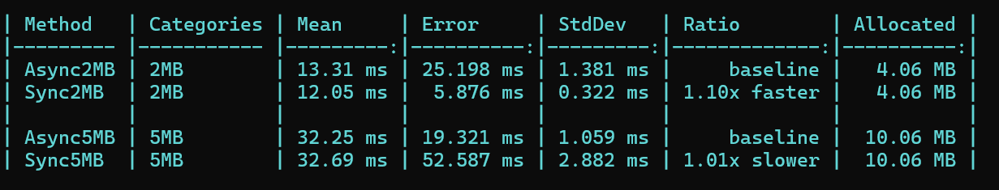 | Method   | Categories | Mean     | Error     | StdDev   | Ratio        | Allocated |
|--------- |----------- |---------:|----------:|---------:|-------------:|----------:|
| Async2MB | 2MB        | 13.31 ms | 25.198 ms | 1.381 ms |     baseline |   4.06 MB |
| Sync2MB  | 2MB        | 12.05 ms |  5.876 ms | 0.322 ms | 1.10x faster |   4.06 MB |
|          |            |          |           |          |              |           |
| Async5MB | 5MB        | 32.25 ms | 19.321 ms | 1.059 ms |     baseline |  10.06 MB |
| Sync5MB  | 5MB        | 32.69 ms | 52.587 ms | 2.882 ms | 1.01x slower |  10.06 MB |